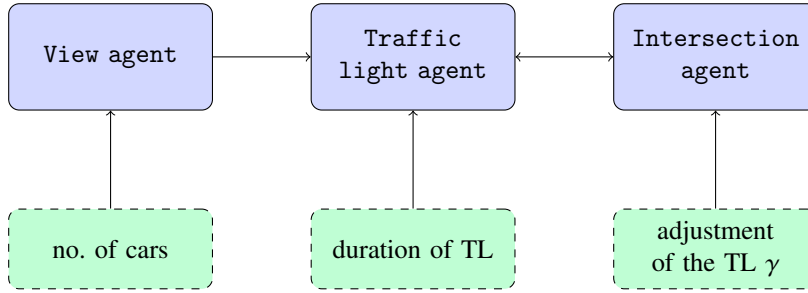 View agent
Traffic
light agent
Intersection
agent
no. of cars
duration of TL
adjustment
of the TL γ